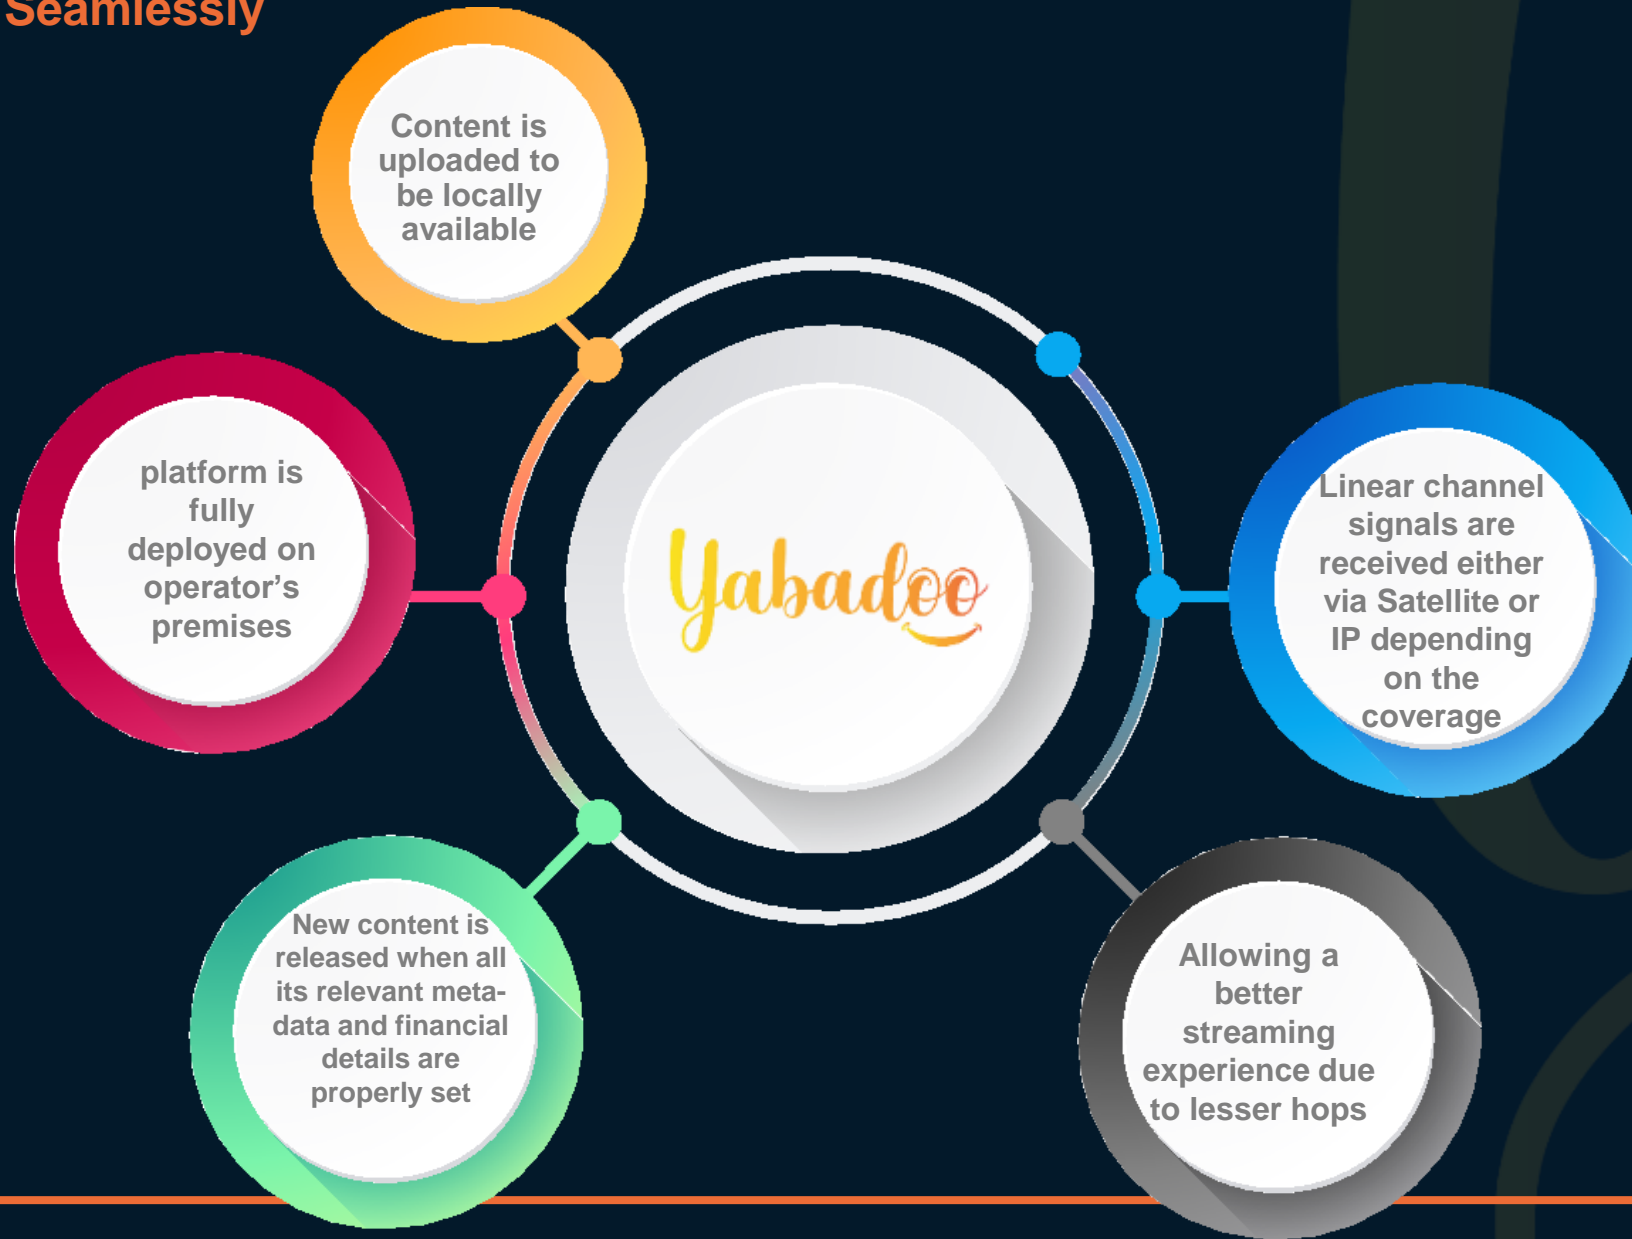 Seamlessly
Content is
uploaded to
be locally
available
platform is
fully
deployed on
operator’s
premises
Yabadoo
Linear channel
signals are
received either
via Satellite or
IP depending
on the
coverage
New content is
released when all
its relevant meta-
data and financial
details are
properly set
Allowing a
better
streaming
experience due
to lesser hops